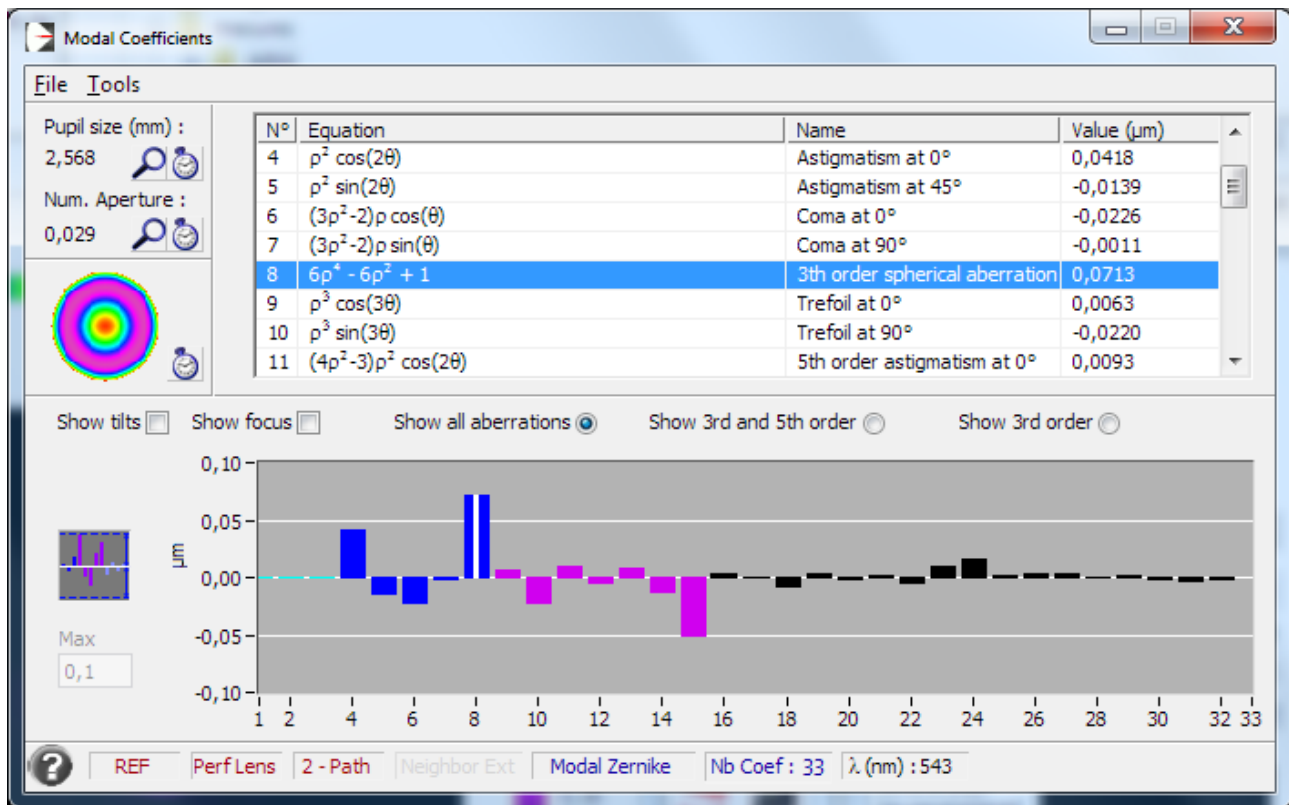 Modal Coefficients
File Tools
Pupil size (mm) :
2,568
Num. Aperture :
0,029
N° Equation Name Value (µm)
4 ρ² cos(2θ) Astigmatism at 0° 0,0418
5 ρ² sin(2θ) Astigmatism at 45° -0,0139
6 (3ρ²-2)ρ cos(θ) Coma at 0° -0,0226
7 (3ρ²-2)ρ sin(θ) Coma at 90° -0,0011
8 6ρ⁴ - 6ρ² + 1 3th order spherical aberration 0,0713
9 ρ³ cos(3θ) Trefoil at 0° 0,0063
10 ρ³ sin(3θ) Trefoil at 90° -0,0220
11 (4ρ²-3)ρ² cos(2θ) 5th order astigmatism at 0° 0,0093
Show tilts Show focus Show all aberrations Show 3rd and 5th order Show 3rd order
0,10
0,05
µm
0,00
-0,05
-0,10
Max
0,1
1 2 4 6 8 10 12 14 16 18 20 22 24 26 28 30 32 33
? REF Perf Lens 2 - Path Neighbor Ext Modal Zernike Nb Coef : 33 λ (nm) : 543